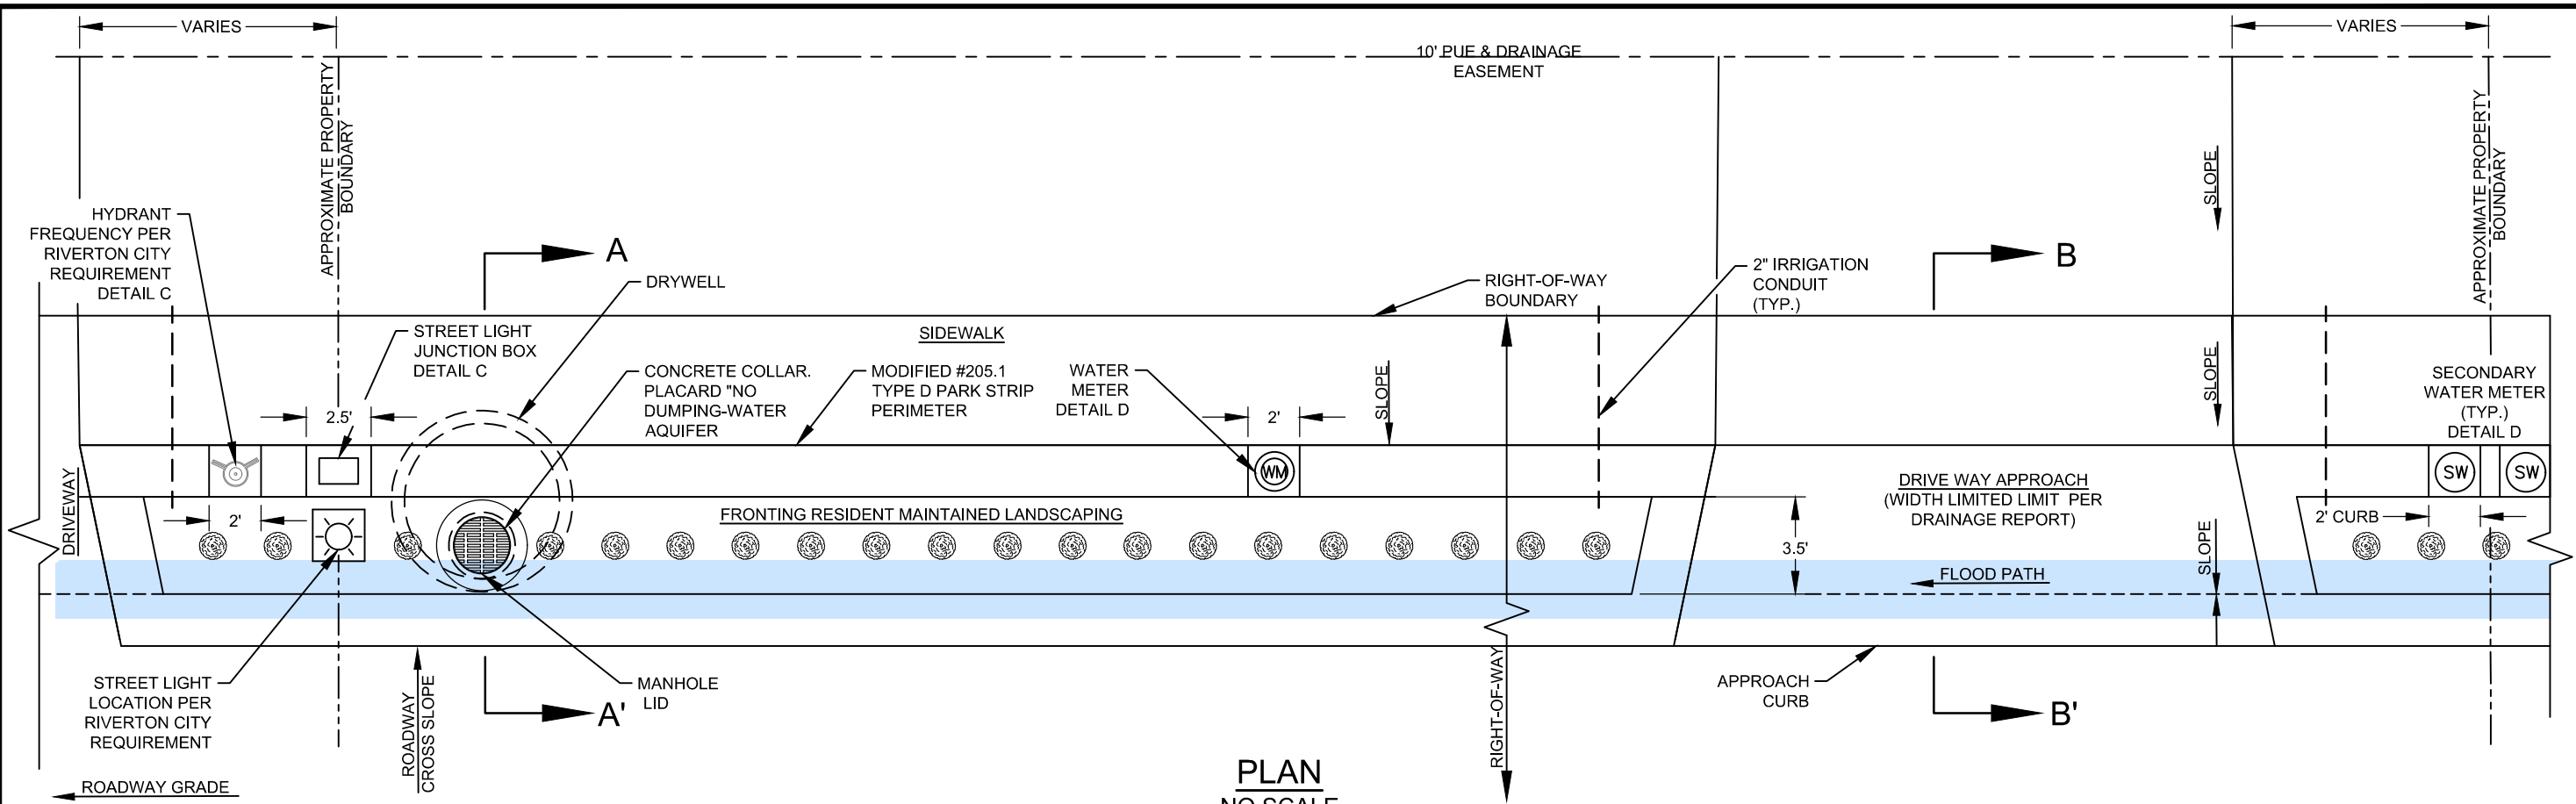 VARIES
VARIES
10' PUE & DRAINAGE
EASEMENT
APPROXIMATE PROPERTY
BOUNDARY
APPROXIMATE PROPERTY
BOUNDARY
SLOPE
HYDRANT
FREQUENCY PER
RIVERTON CITY
REQUIREMENT
DETAIL C
A
B
DRYWELL
RIGHT-OF-WAY
BOUNDARY
2" IRRIGATION
CONDUIT
(TYP.)
STREET LIGHT
JUNCTION BOX
DETAIL C
SIDEWALK
CONCRETE COLLAR.
PLACARD "NO
DUMPING-WATER
AQUIFER
MODIFIED #205.1
TYPE D PARK STRIP
PERIMETER
WATER
METER
DETAIL D
SLOPE
SLOPE
SECONDARY
WATER METER
(TYP.)
DETAIL D
2.5'
2'
WM
SW
SW
DRIVEWAY
2'
FRONTING RESIDENT MAINTAINED LANDSCAPING
DRIVE WAY APPROACH
(WIDTH LIMITED LIMIT PER
DRAINAGE REPORT)
2' CURB
3.5'
SLOPE
FLOOD PATH
STREET LIGHT
LOCATION PER
RIVERTON CITY
REQUIREMENT
ROADWAY
CROSS SLOPE
MANHOLE
LID
A'
RIGHT-OF-WAY
APPROACH
CURB
B'
ROADWAY GRADE
PLAN
NO SCALE